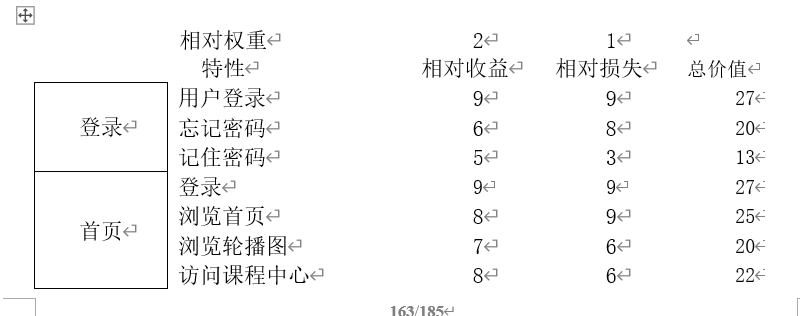 相对权重 2 1
特性 相对收益 相对损失 总价值
登录 用户登录 9 9 27
忘记密码 6 8 20
记住密码 5 3 13
首页 登录 9 9 27
浏览首页 8 9 25
浏览轮播图 7 6 20
访问课程中心 8 6 22
163/185